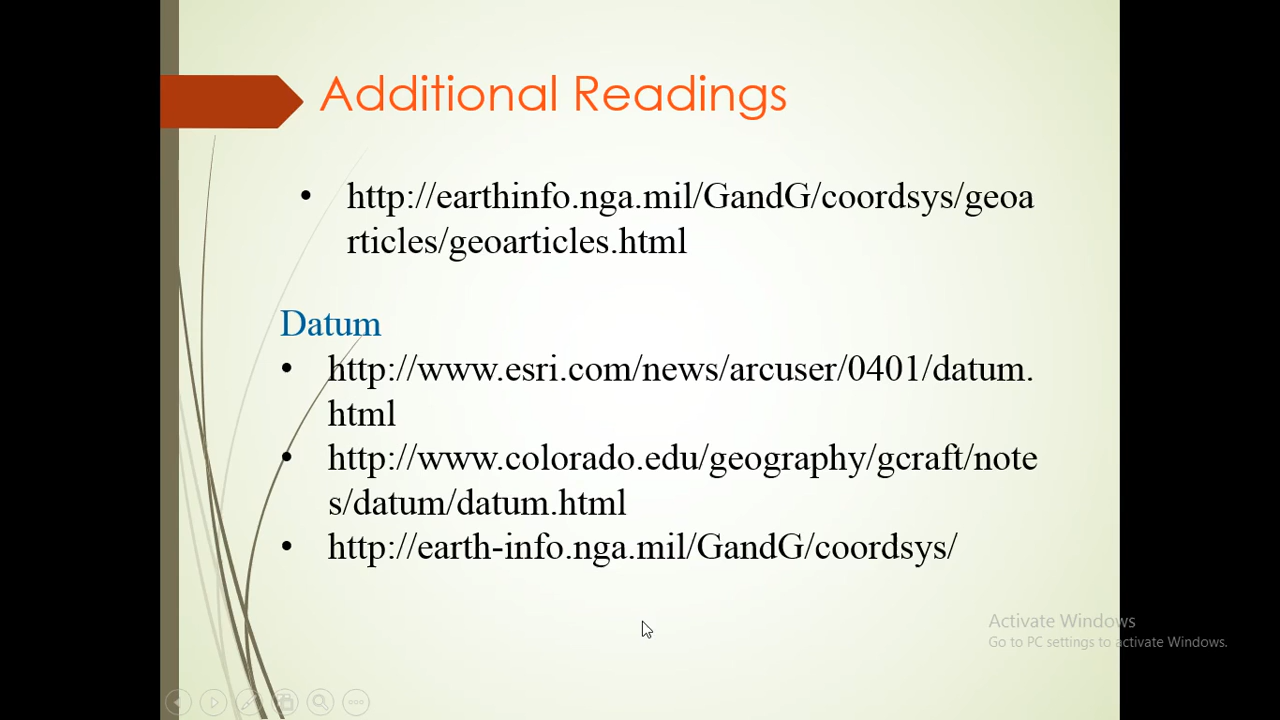 Additional Readings
• http://earthinfo.nga.mil/GandG/coordsys/geoa
rticles/geoarticles.html
Datum
• http://www.esri.com/news/arcuser/0401/datum.
html
• http://www.colorado.edu/geography/gcraft/note
s/datum/datum.html
• http://earth-info.nga.mil/GandG/coordsys/
Activate Windows
Go to PC settings to activate Windows.